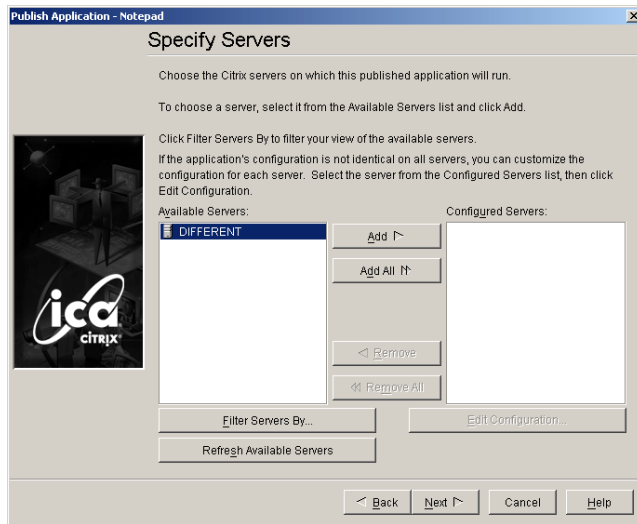 Publish Application - Notepad
Specify Servers
Choose the Citrix servers on which this published application will run.
To choose a server, select it from the Available Servers list and click Add.
Click Filter Servers By to filter your view of the available servers.
If the application's configuration is not identical on all servers, you can customize the
configuration for each server. Select the server from the Configured Servers list, then click
Edit Configuration.
Available Servers:
Configured Servers:
DIFFERENT
Add
Add All
Remove
Remove All
Filter Servers By...
Edit Configuration...
Refresh Available Servers
ica
CITRIX
Back
Next
Cancel
Help